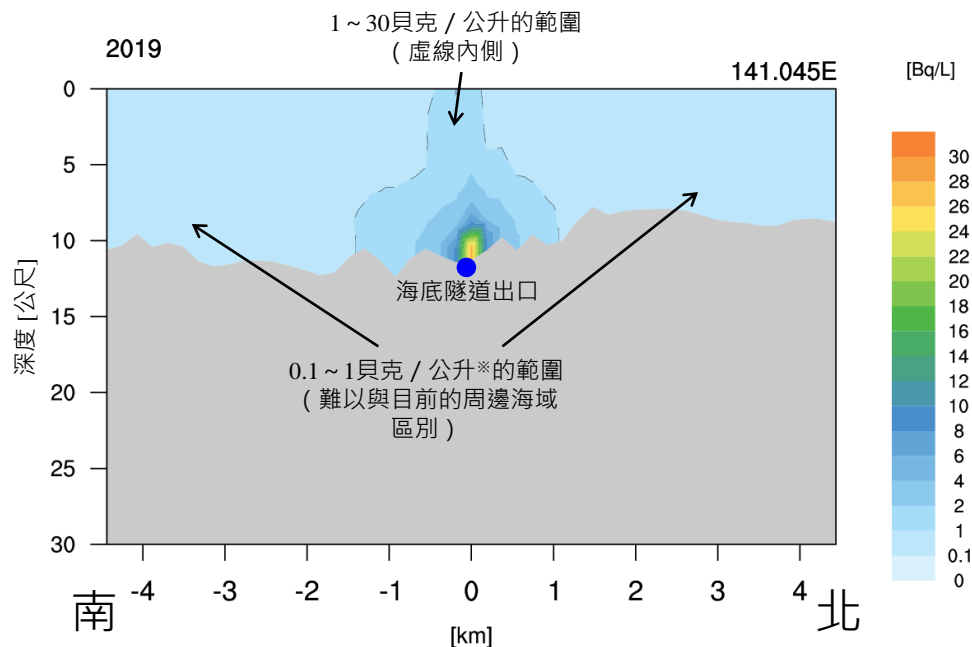 1～30貝克／公升的範圍
（虛線內側）
2019
141.045E
[Bq/L]
0
5
10
15
20
25
30
深度 [公尺]
海底隧道出口
0.1～1貝克／公升※的範圍
（難以與目前的周邊海域
區別）
30
28
26
24
22
20
18
16
14
12
10
8
6
4
2
1
0.1
0
南
-4
-3
-2
-1
0
1
2
3
4
北
[km]